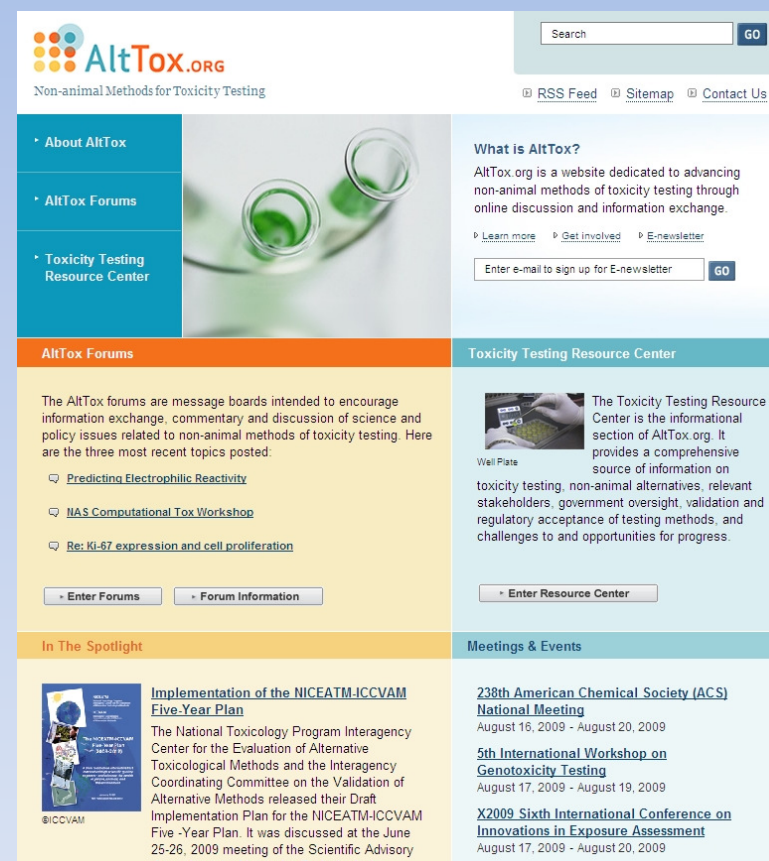 AltTox.ORG
Non-animal Methods for Toxicity Testing
Search
GO
RSS Feed Sitemap Contact Us
About AltTox
AltTox Forums
Toxicity Testing
Resource Center
What is AltTox?
AltTox.org is a website dedicated to advancing
non-animal methods of toxicity testing through
online discussion and information exchange.
Learn more Get involved E-newsletter
Enter e-mail to sign up for E-newsletter GO
AltTox Forums
The AltTox forums are message boards intended to encourage
information exchange, commentary and discussion of science and
policy issues related to non-animal methods of toxicity testing. Here
are the three most recent topics posted:
Predicting Electrophilic Reactivity
NAS Computational Tox Workshop
Re: Ki-67 expression and cell proliferation
Enter Forums Forum Information
Toxicity Testing Resource Center
Well Plate
The Toxicity Testing Resource
Center is the informational
section of AltTox.org. It
provides a comprehensive
source of information on
toxicity testing, non-animal alternatives, relevant
stakeholders, government oversight, validation and
regulatory acceptance of testing methods, and
challenges to and opportunities for progress.
Enter Resource Center
In The Spotlight
©ICCVAM
Implementation of the NICEATM-ICCVAM
Five-Year Plan
The National Toxicology Program Interagency
Center for the Evaluation of Alternative
Toxicological Methods and the Interagency
Coordinating Committee on the Validation of
Alternative Methods released their Draft
Implementation Plan for the NICEATM-ICCVAM
Five -Year Plan. It was discussed at the June
25-26, 2009 meeting of the Scientific Advisory
Meetings & Events
238th American Chemical Society (ACS)
National Meeting
August 16, 2009 - August 20, 2009
5th International Workshop on
Genotoxicity Testing
August 17, 2009 - August 19, 2009
X2009 Sixth International Conference on
Innovations in Exposure Assessment
August 17, 2009 - August 20, 2009